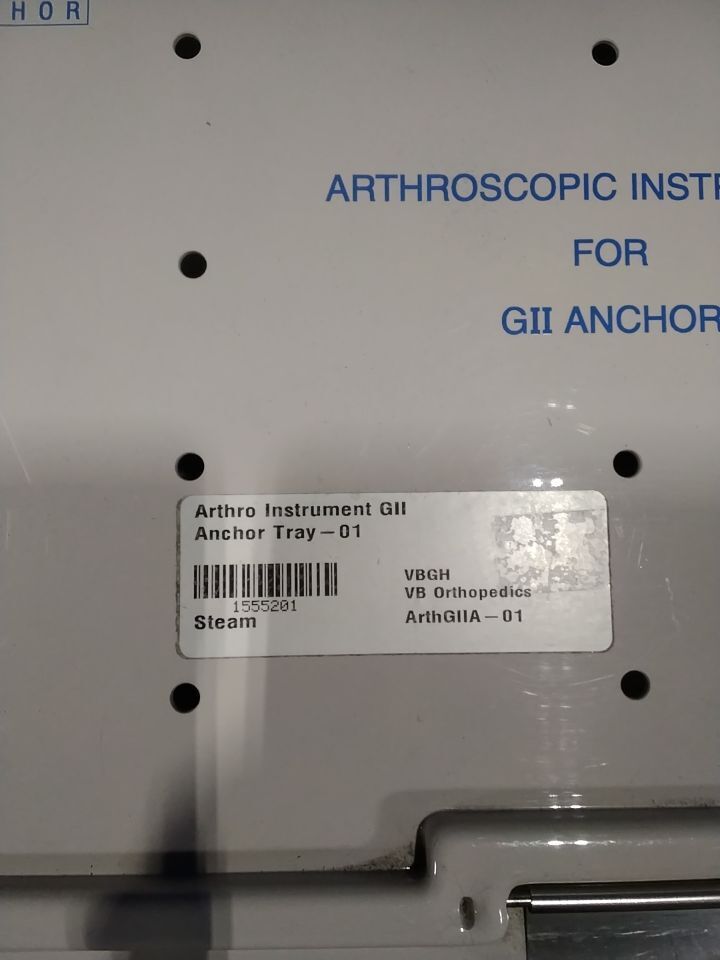 HOR
ARTHROSCOPIC INSTR
FOR
GII ANCHOR
Arthro Instrument GII
Anchor Tray – 01
VBGH
1555201
VB Orthopedics
Steam
ArthGIIA – 01